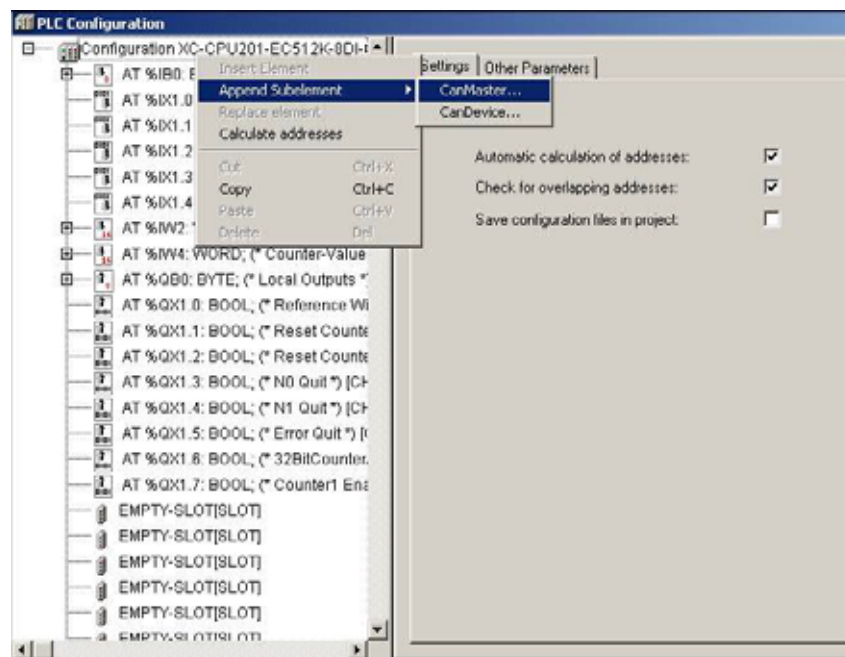 PLC Configuration
Configuration XC-CPU201-EC512K-8DI-
AT %IB0:
AT %IX1.0
AT %IX1.1
AT %IX1.2
AT %IX1.3
AT %IX1.4
AT %IW2:
AT %IW4: WORD; (* Counter-Value
AT %QB0: BYTE; (* Local Outputs *)
AT %QX1.0: BOOL; (* Reference Wi
AT %QX1.1: BOOL; (* Reset Counte
AT %QX1.2: BOOL; (* Reset Counte
AT %QX1.3: BOOL; (* N0 Quit *) [CH
AT %QX1.4: BOOL; (* N1 Quit *) [CH
AT %QX1.5: BOOL; (* Error Quit *) [
AT %QX1.6: BOOL; (* 32BitCounter
AT %QX1.7: BOOL; (* Counter1 Ena
EMPTY-SLOT[SLOT]
EMPTY-SLOT[SLOT]
EMPTY-SLOT[SLOT]
EMPTY-SLOT[SLOT]
EMPTY-SLOT[SLOT]
EMPTY-SLOT[SLOT]
Insert Element
Append Subelement
Replace element
Calculate addresses
Cut Ctrl+X
Copy Ctrl+C
Paste Ctrl+V
Delete Del
CanMaster...
CanDevice...
Settings Other Parameters
Automatic calculation of addresses:
Check for overlapping addresses:
Save configuration files in project: